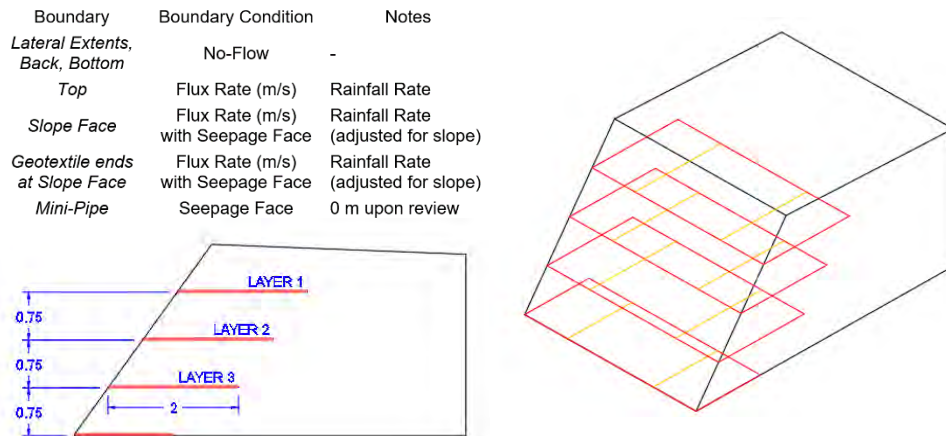 Boundary Boundary Condition Notes
Lateral Extents,
Back, Bottom No-Flow -
Top Flux Rate (m/s) Rainfall Rate
Slope Face Flux Rate (m/s)
with Seepage Face Rainfall Rate
(adjusted for slope)
Geotextile ends
at Slope Face Flux Rate (m/s)
with Seepage Face Rainfall Rate
(adjusted for slope)
Mini-Pipe Seepage Face 0 m upon review
LAYER 1
0.75
LAYER 2
0.75
LAYER 3
0.75
2